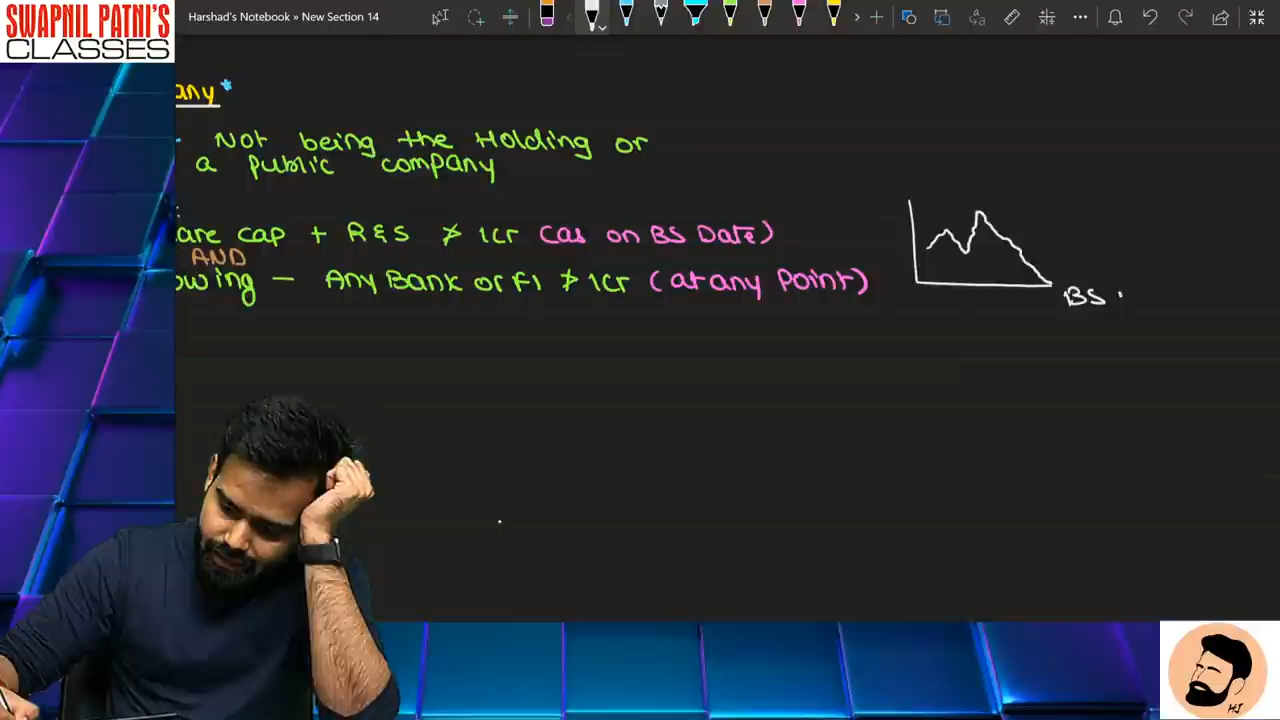 SWAPNIL PATNI'S
CLASSES
Harshad's Notebook » New Section 14
any*
Not being the Holding or
a public company
are cap + R&S ≯ 1cr (as on BS Date)
AND
owing - Any Bank or FI ≯ 1cr (at any Point)
BS
HJ